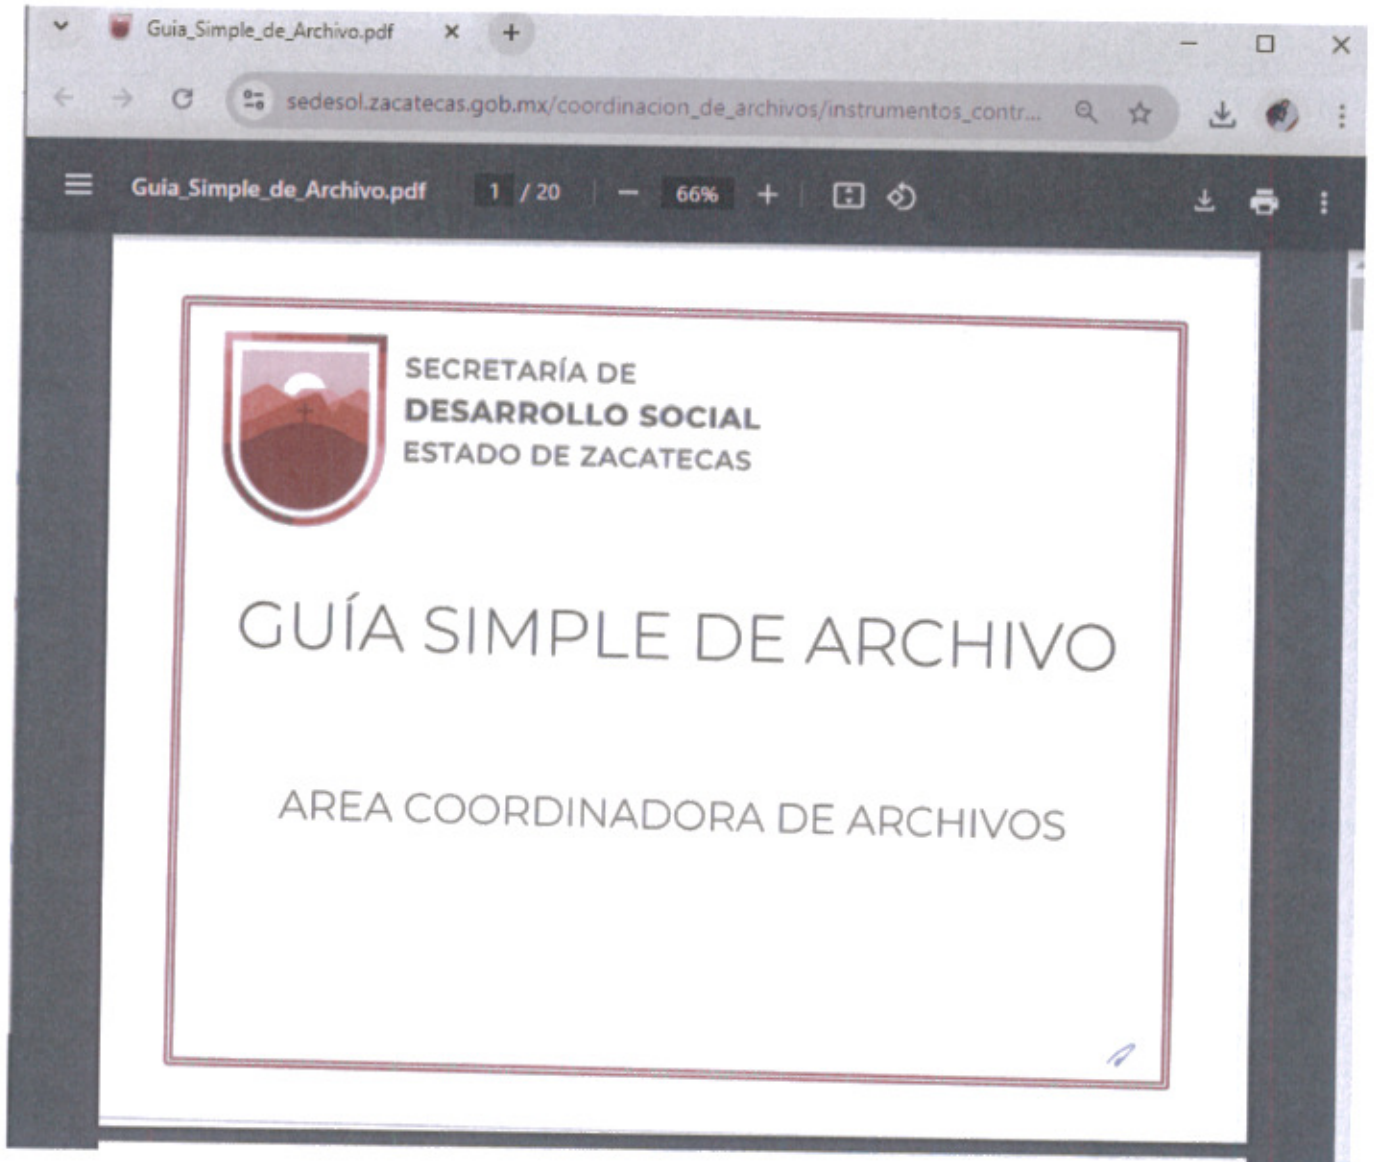 Guia_Simple_de_Archivo.pdf
sedesol.zacatecas.gob.mx/coordinacion_de_archivos/instrumentos_contr...
Guia_Simple_de_Archivo.pdf 1 / 20 66%
SECRETARÍA DE
DESARROLLO SOCIAL
ESTADO DE ZACATECAS
GUÍA SIMPLE DE ARCHIVO
AREA COORDINADORA DE ARCHIVOS